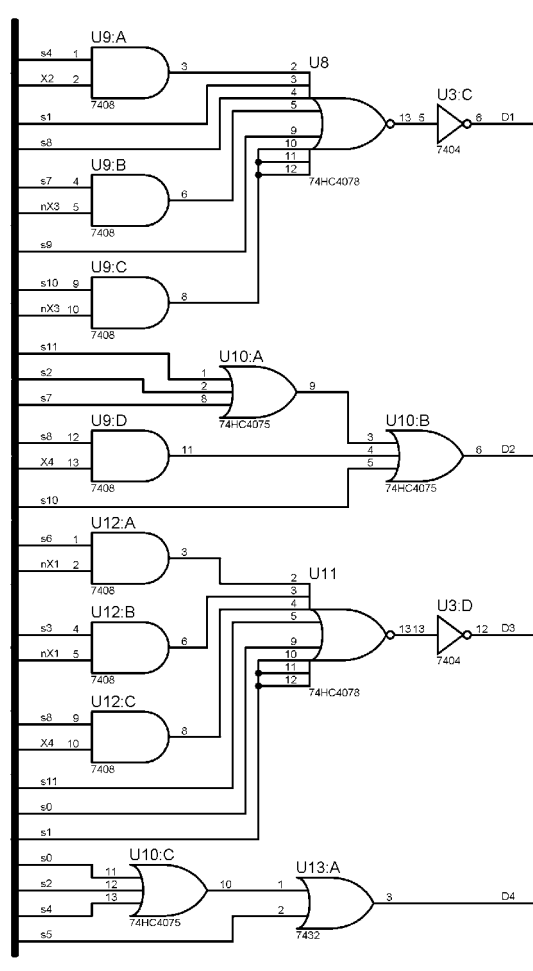 U9:A
s4 1
X2 2
3
7408
2 U8
3
4
5
9
10
11
12
74HC4078
13 5
U3:C
7404
6 D1
s1
s8
U9:B
s7 4
nX3 5
6
7408
s9
U9:C
s10 9
nX3 10
8
7408
s11
s2
s7
U10:A
1
2
8
9
74HC4075
U9:D
s8 12
X4 13
11
7408
U10:B
3
4
5
74HC4075
6 D2
s10
U12:A
s6 1
nX1 2
3
7408
2 U11
3
4
5
9
10
11
12
74HC4078
13 13
U3:D
7404
12 D3
U12:B
s3 4
nX1 5
6
7408
U12:C
s8 9
X4 10
8
7408
s11
s0
s1
s0
s2
s4
s5
U10:C
11
12
13
10
74HC4075
U13:A
1
2
7432
3 D4